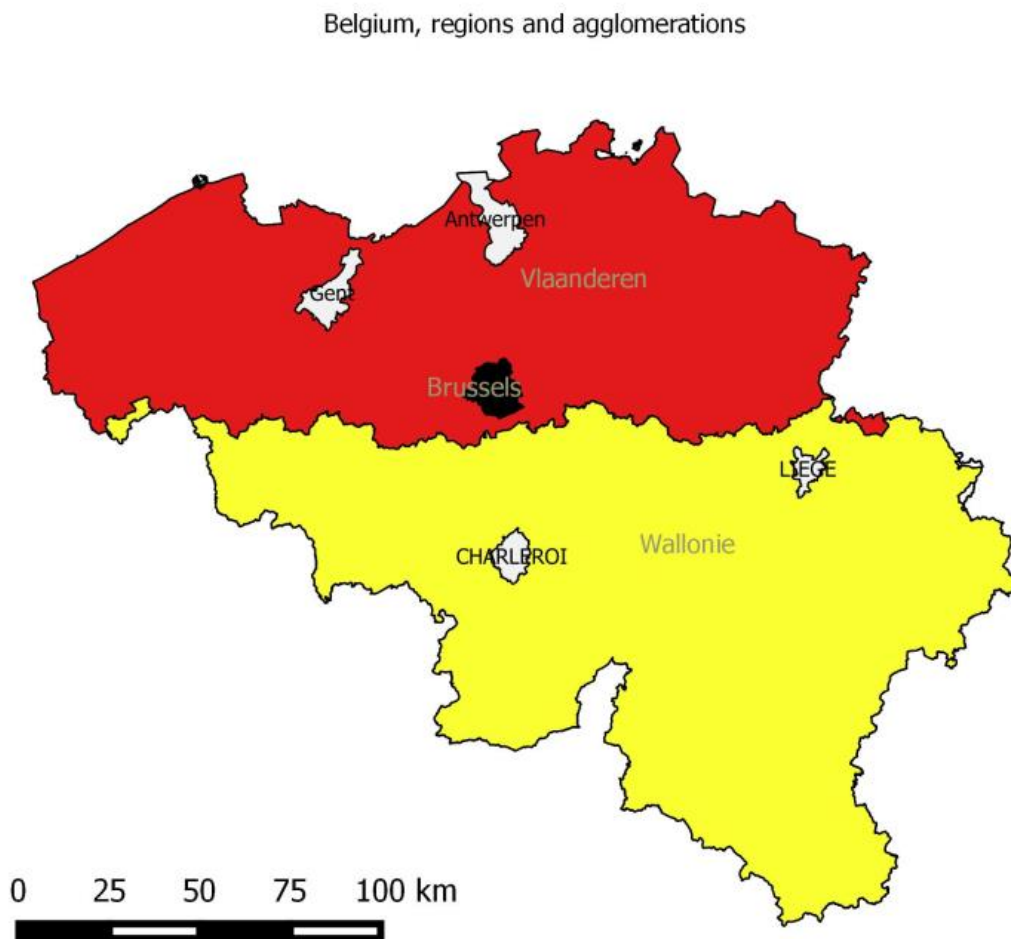 Belgium, regions and agglomerations
Antwerpen
Vlaanderen
Gent
Brussels
LIEGE
Wallonie
CHARLEROI
0 25 50 75 100 km